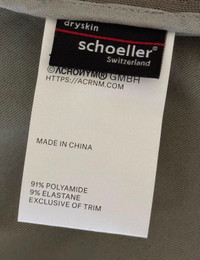 dryskin
schoeller®
Switzerland
©ACRONYM® GMBH
HTTPS://ACRNM.COM/
MADE IN CHINA
91% POLYAMIDE
9% ELASTANE
EXCLUSIVE OF TRIM